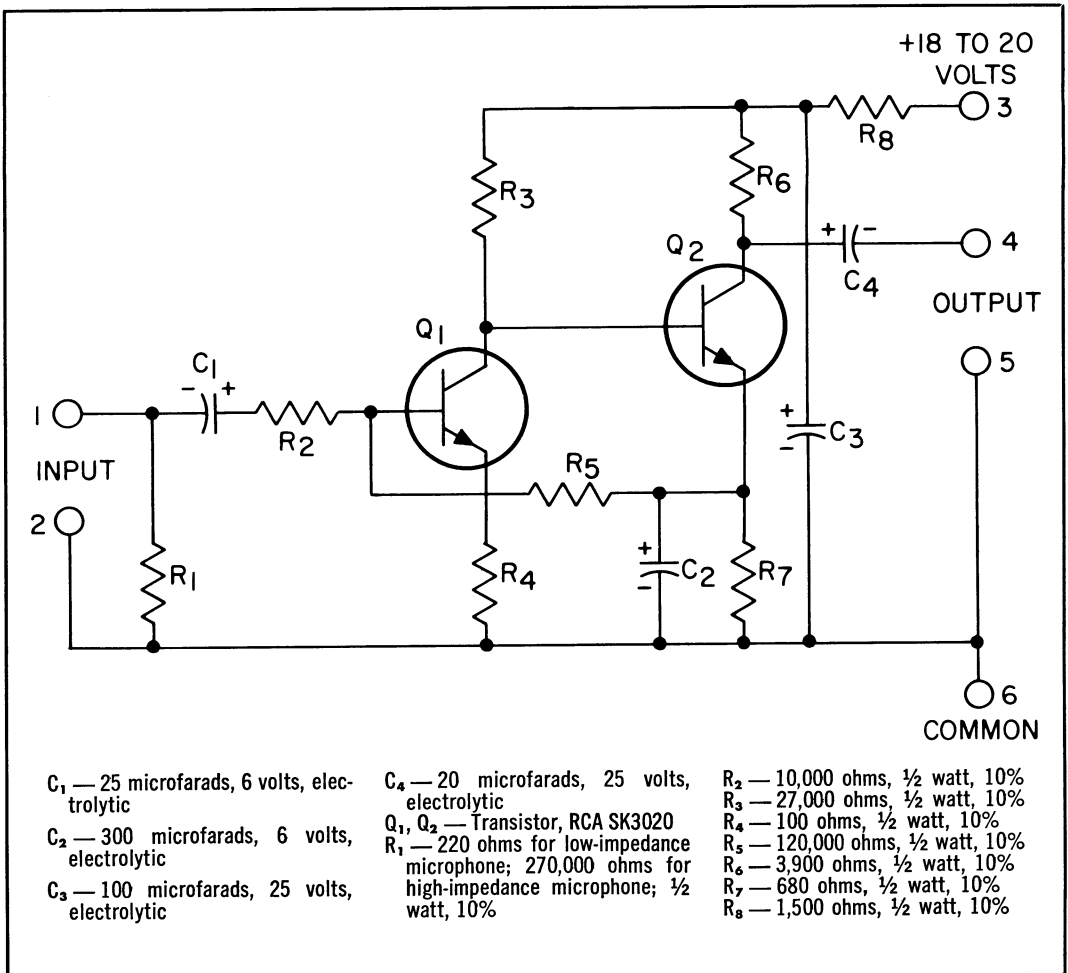 +18 TO 20
VOLTS
3
R8
R3
R6
Q2
+ -
C4
4
OUTPUT
Q1
5
C1
- +
1
R2
+
-
C3
INPUT
R5
2
R1
R4
+
-
C2
R7
6
COMMON
C1 — 25 microfarads, 6 volts, elec-
trolytic
C2 — 300 microfarads, 6 volts,
electrolytic
C3 — 100 microfarads, 25 volts,
electrolytic
C4 — 20 microfarads, 25 volts,
electrolytic
Q1, Q2 — Transistor, RCA SK3020
R1 — 220 ohms for low-impedance
microphone; 270,000 ohms for
high-impedance microphone; ½
watt, 10%
R2 — 10,000 ohms, ½ watt, 10%
R3 — 27,000 ohms, ½ watt, 10%
R4 — 100 ohms, ½ watt, 10%
R5 — 120,000 ohms, ½ watt, 10%
R6 — 3,900 ohms, ½ watt, 10%
R7 — 680 ohms, ½ watt, 10%
R8 — 1,500 ohms, ½ watt, 10%